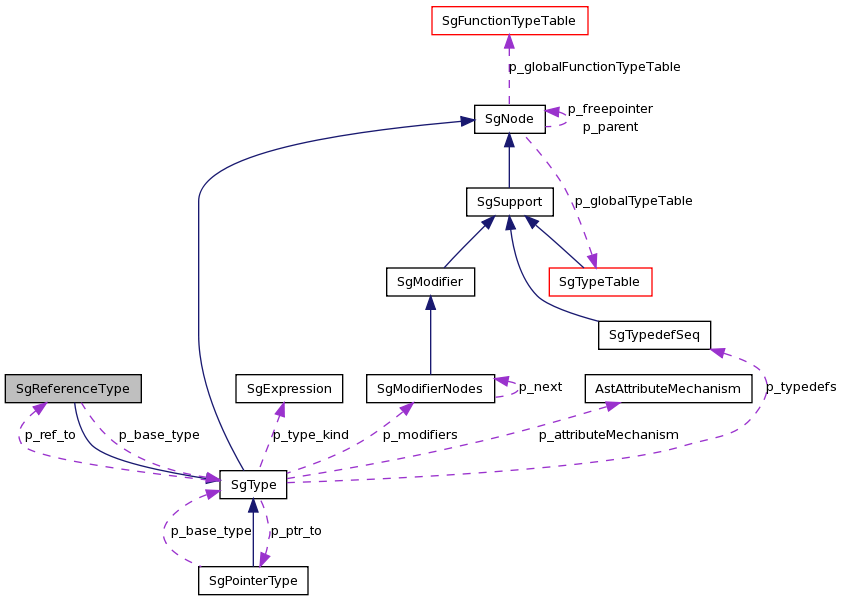 SgFunctionTypeTable
p_globalFunctionTypeTable
SgNode
p_freepointer
p_parent
SgSupport
p_globalTypeTable
SgModifier
SgTypeTable
SgTypedefSeq
SgReferenceType
SgExpression
SgModifierNodes
p_next
AstAttributeMechanism
p_typedefs
p_ref_to
p_base_type
p_type_kind
p_modifiers
p_attributeMechanism
SgType
p_base_type
p_ptr_to
SgPointerType